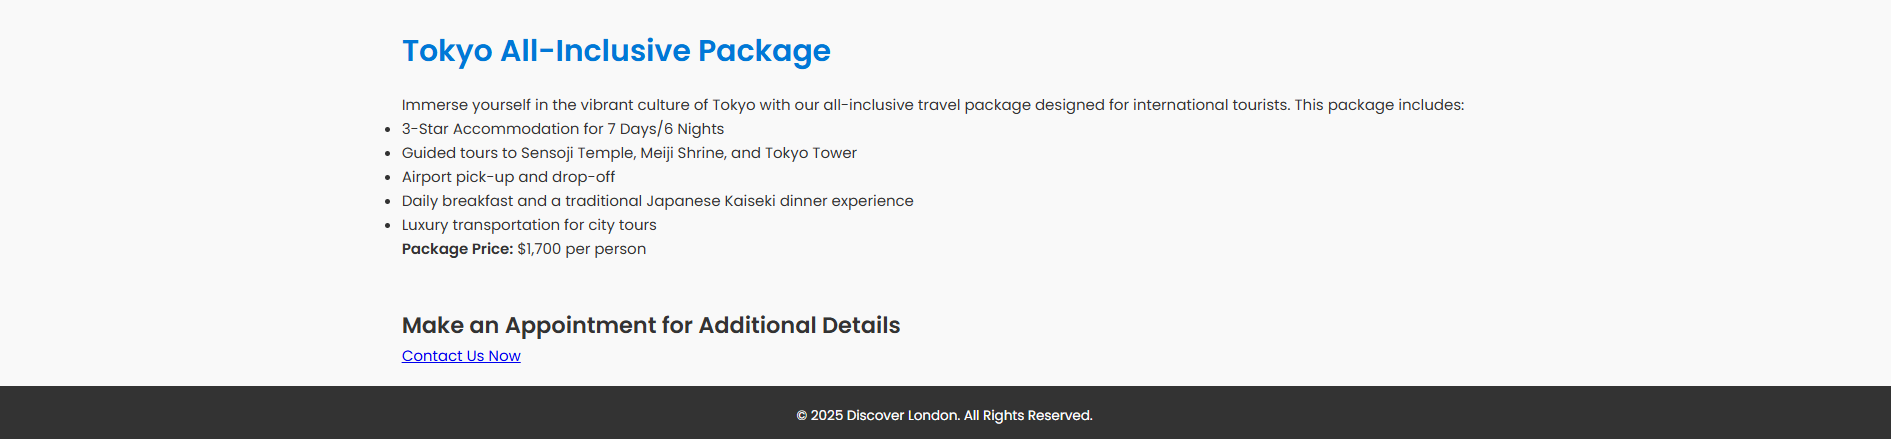 Tokyo All-Inclusive Package
Immerse yourself in the vibrant culture of Tokyo with our all-inclusive travel package designed for international tourists. This package includes:
• 3-Star Accommodation for 7 Days/6 Nights
• Guided tours to Sensoji Temple, Meiji Shrine, and Tokyo Tower
• Airport pick-up and drop-off
• Daily breakfast and a traditional Japanese Kaiseki dinner experience
• Luxury transportation for city tours
Package Price: $1,700 per person
Make an Appointment for Additional Details
Contact Us Now
© 2025 Discover London. All Rights Reserved.